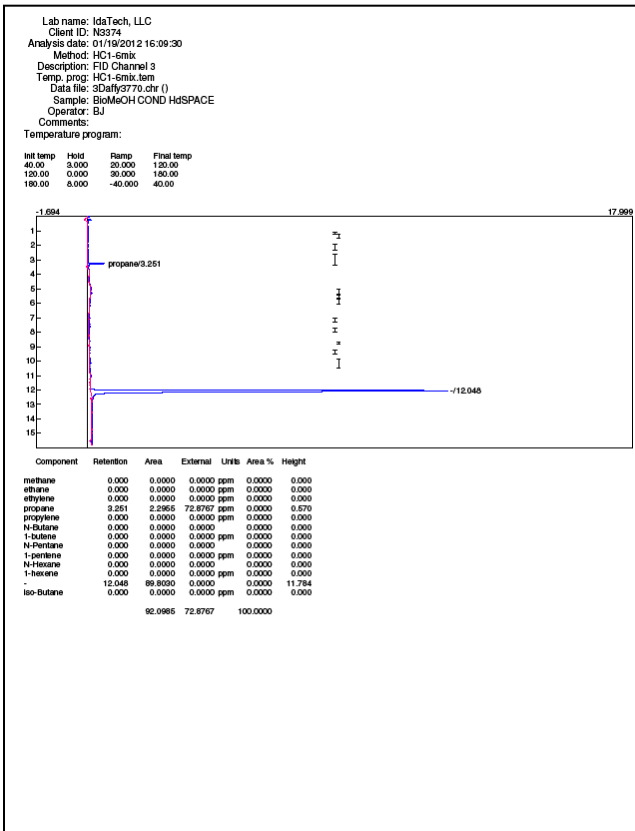 Lab name: IdaTech, LLC
Client ID: N3374
Analysis date: 01/19/2012 16:09:30
Method: HC1-6mix
Description: FID Channel 3
Temp. prog: HC1-6mix.tem
Data file: 3Daffy3770.chr ()
Sample: BioMeOH COND HdSPACE
Operator: BJ
Comments:
Temperature program:
Init temp Hold Ramp Final temp
40.00 3.000 20.000 120.00
120.00 0.000 30.000 180.00
180.00 8.000 -40.000 40.00
-1.694 17.999
1
2
3
propane/3.251
4
5
6
7
8
9
10
11
12
-/12.048
13
14
15
Component Retention Area External Units Area % Height
methane 0.000 0.0000 0.0000 ppm 0.0000 0.000
ethane 0.000 0.0000 0.0000 ppm 0.0000 0.000
ethylene 0.000 0.0000 0.0000 ppm 0.0000 0.000
propane 3.251 2.2955 72.8767 ppm 0.0000 0.570
propylene 0.000 0.0000 0.0000 ppm 0.0000 0.000
N-Butane 0.000 0.0000 0.0000 0.0000 0.000
1-butene 0.000 0.0000 0.0000 ppm 0.0000 0.000
N-Pentane 0.000 0.0000 0.0000 0.0000 0.000
1-pentene 0.000 0.0000 0.0000 ppm 0.0000 0.000
N-Hexane 0.000 0.0000 0.0000 0.0000 0.000
1-hexene 0.000 0.0000 0.0000 ppm 0.0000 0.000
- 12.048 89.8030 0.0000 0.0000 11.784
Iso-Butane 0.000 0.0000 0.0000 ppm 0.0000 0.000
92.0985 72.8767 100.0000